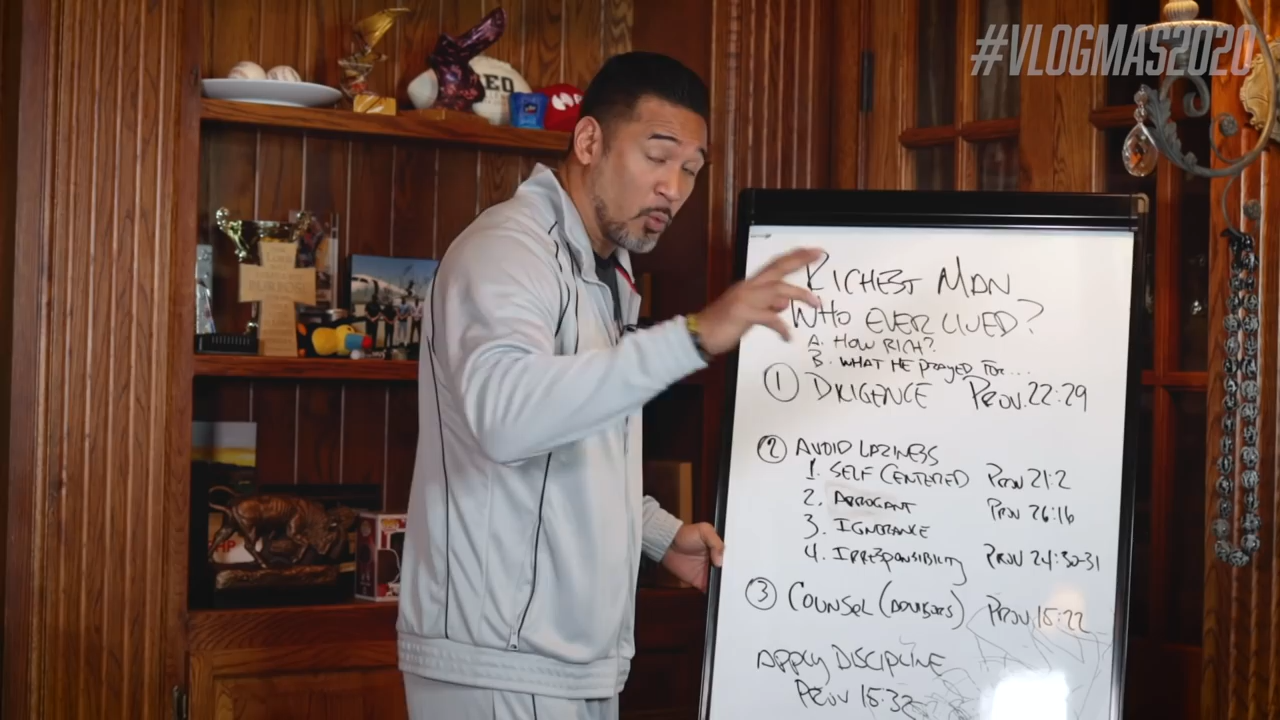 #VLOGMAS2020
RICHEST MAN
WHO EVER LIVED?
A. HOW RICH?
B. WHAT HE PRAYED FOR...
① DILIGENCE PROV. 22:29
② AVOID LAZINESS
1. SELF CENTERED PROV 21:2
2. ARROGANT PROV 26:16
3. IGNORANCE
4. IRRESPONSIBILITY PROV 24:30-31
③ COUNSEL (ADVISORS) PROV 15:22
APPLY DISCIPLINE
PROV 15:32